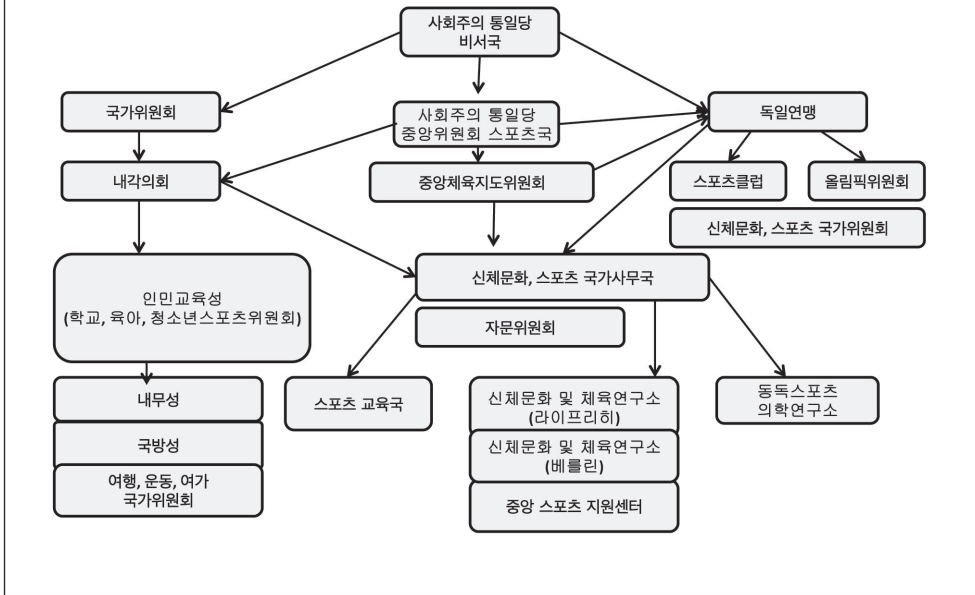 사회주의 통일당
비서국
국가위원회
사회주의 통일당
중앙위원회 스포츠국
독일연맹
내각의회
중앙체육지도위원회
스포츠클럽
올림픽위원회
신체문화, 스포츠 국가위원회
인민교육성
(학교, 육아, 청소년스포츠위원회)
신체문화, 스포츠 국가사무국
자문위원회
내무성
스포츠 교육국
신체문화 및 체육연구소
(라이프리히)
동독스포츠
의학연구소
국방성
신체문화 및 체육연구소
(베를린)
여행, 운동, 여가
국가위원회
중앙 스포츠 지원센터